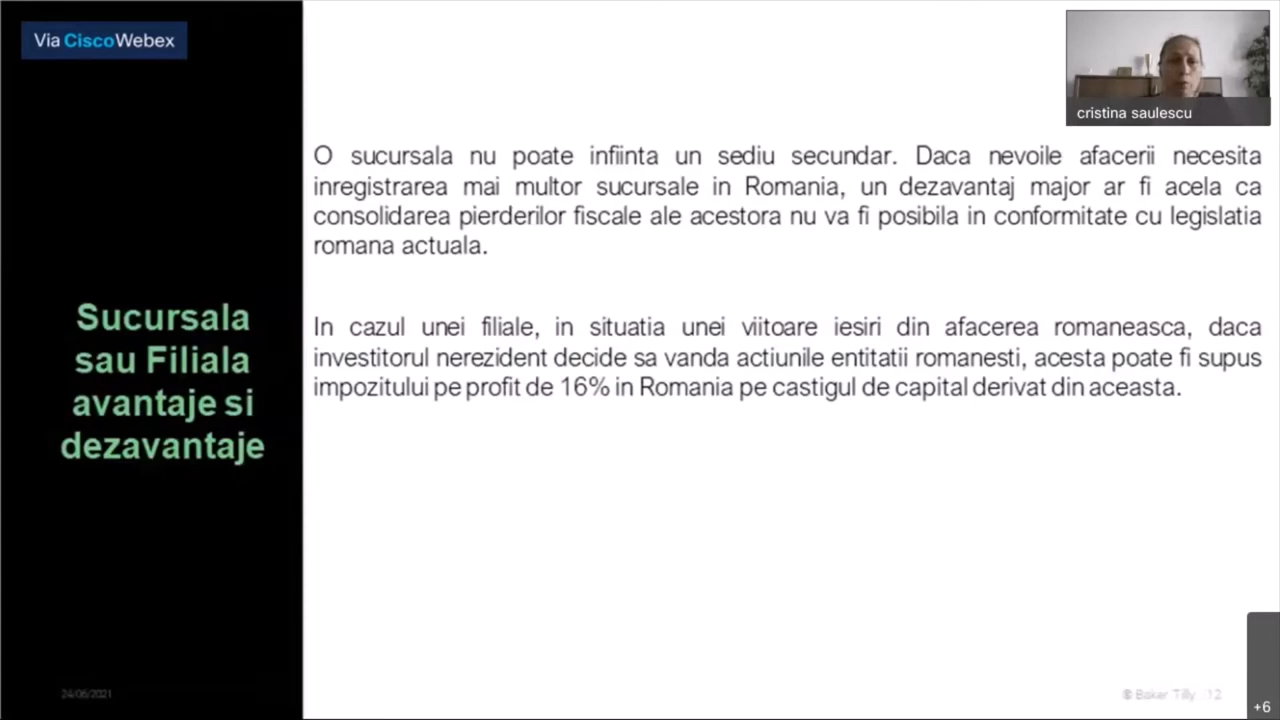 Via CiscoWebex
cristina saulescu
O sucursala nu poate infiinta un sediu secundar. Daca nevoile afacerii necesita
inregistrarea mai multor sucursale in Romania, un dezavantaj major ar fi acela ca
consolidarea pierderilor fiscale ale acestora nu va fi posibila in conformitate cu legislatia
romana actuala.
Sucursala
sau Filiala
avantaje si
dezavantaje
In cazul unei filiale, in situatia unei viitoare iesiri din afacerea romaneasca, daca
investitorul nerezident decide sa vanda actiunile entitatii romanesti, acesta poate fi supus
impozitului pe profit de 16% in Romania pe castigul de capital derivat din aceasta.
24/06/2021
© Baker Tilly 12
+6